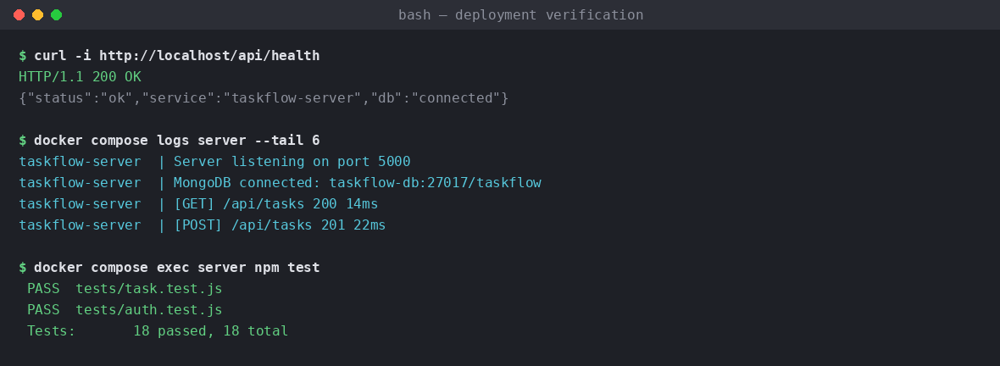 bash — deployment verification
$ curl -i http://localhost/api/health
HTTP/1.1 200 OK
{"status":"ok","service":"taskflow-server","db":"connected"}
$ docker compose logs server --tail 6
taskflow-server  | Server listening on port 5000
taskflow-server  | MongoDB connected: taskflow-db:27017/taskflow
taskflow-server  | [GET] /api/tasks 200 14ms
taskflow-server  | [POST] /api/tasks 201 22ms
$ docker compose exec server npm test
PASS  tests/task.test.js
PASS  tests/auth.test.js
Tests:       18 passed, 18 total